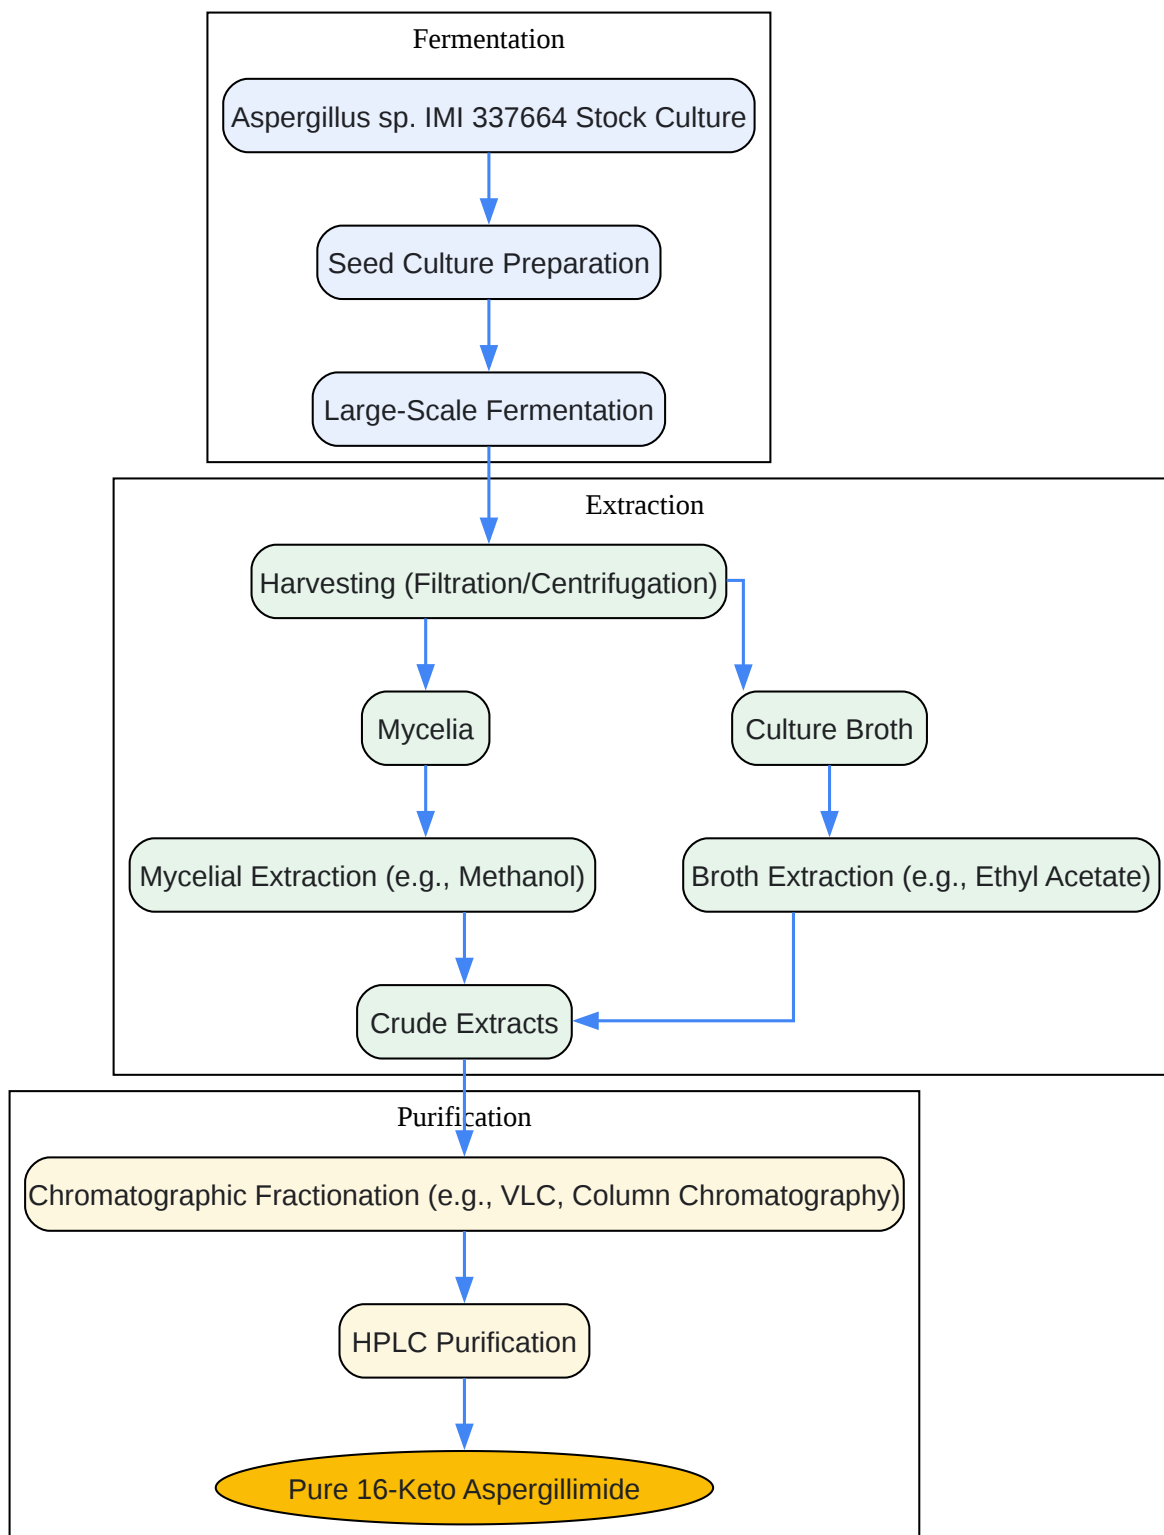 Fermentation
Aspergillus sp. IMI 337664 Stock Culture
Seed Culture Preparation
Large-Scale Fermentation
Extraction
Harvesting (Filtration/Centrifugation)
Mycelia
Culture Broth
Mycelial Extraction (e.g., Methanol)
Broth Extraction (e.g., Ethyl Acetate)
Crude Extracts
Purification
Chromatographic Fractionation (e.g., VLC, Column Chromatography)
HPLC Purification
Pure 16-Keto Aspergillimide